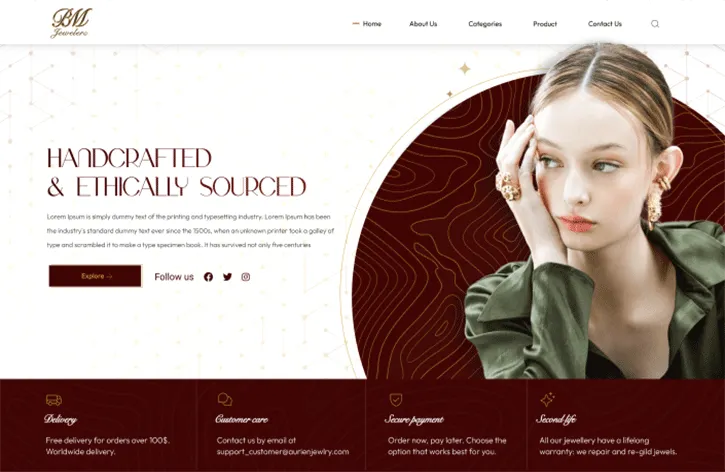 BM
Jewelers
Home About Us Categories Product Contact Us
HANDCRAFTED
& ETHICALLY SOURCED
Lorem Ipsum is simply dummy text of the printing and typesetting industry. Lorem Ipsum has been
the industry's standard dummy text ever since the 1500s, when an unknown printer took a galley of
type and scrambled it to make a type specimen book. It has survived not only five centuries
Explore → Follow us
Delivery
Free delivery for orders over 100$.
Worldwide delivery.
Customer care
Contact us by email at
support_customer@aurienjewlry.com
Secure payment
Order now, pay later. Choose the
option that works best for you.
Second life
All our jewellery have a lifelong
warranty: we repair and re-gild jewels.